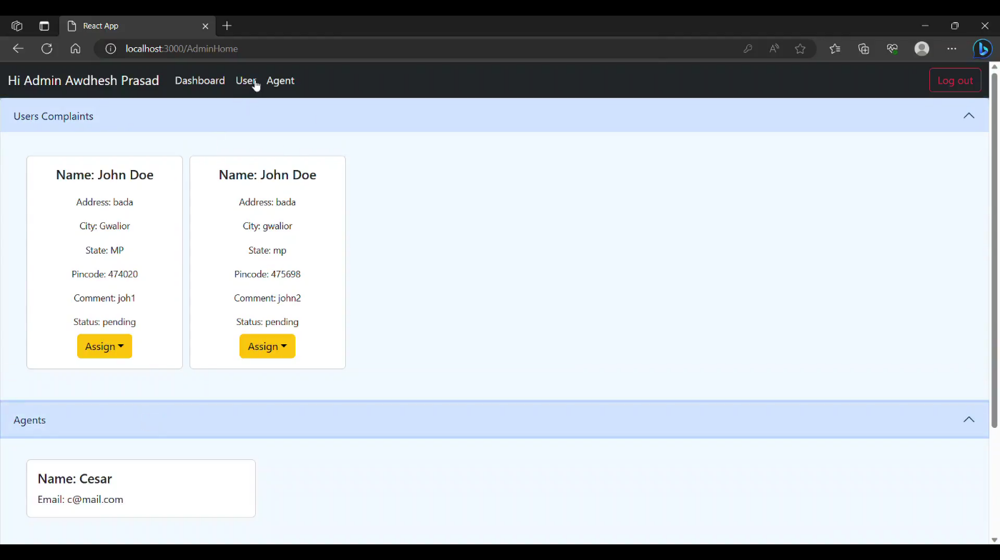 React App
localhost:3000/AdminHome
Hi Admin Awdhesh Prasad Dashboard User Agent Log out
Users Complaints
Name: John Doe
Address: bada
City: Gwalior
State: MP
Pincode: 474020
Comment: joh1
Status: pending
Assign
Name: John Doe
Address: bada
City: gwalior
State: mp
Pincode: 475698
Comment: john2
Status: pending
Assign
Agents
Name: Cesar
Email: c@mail.com